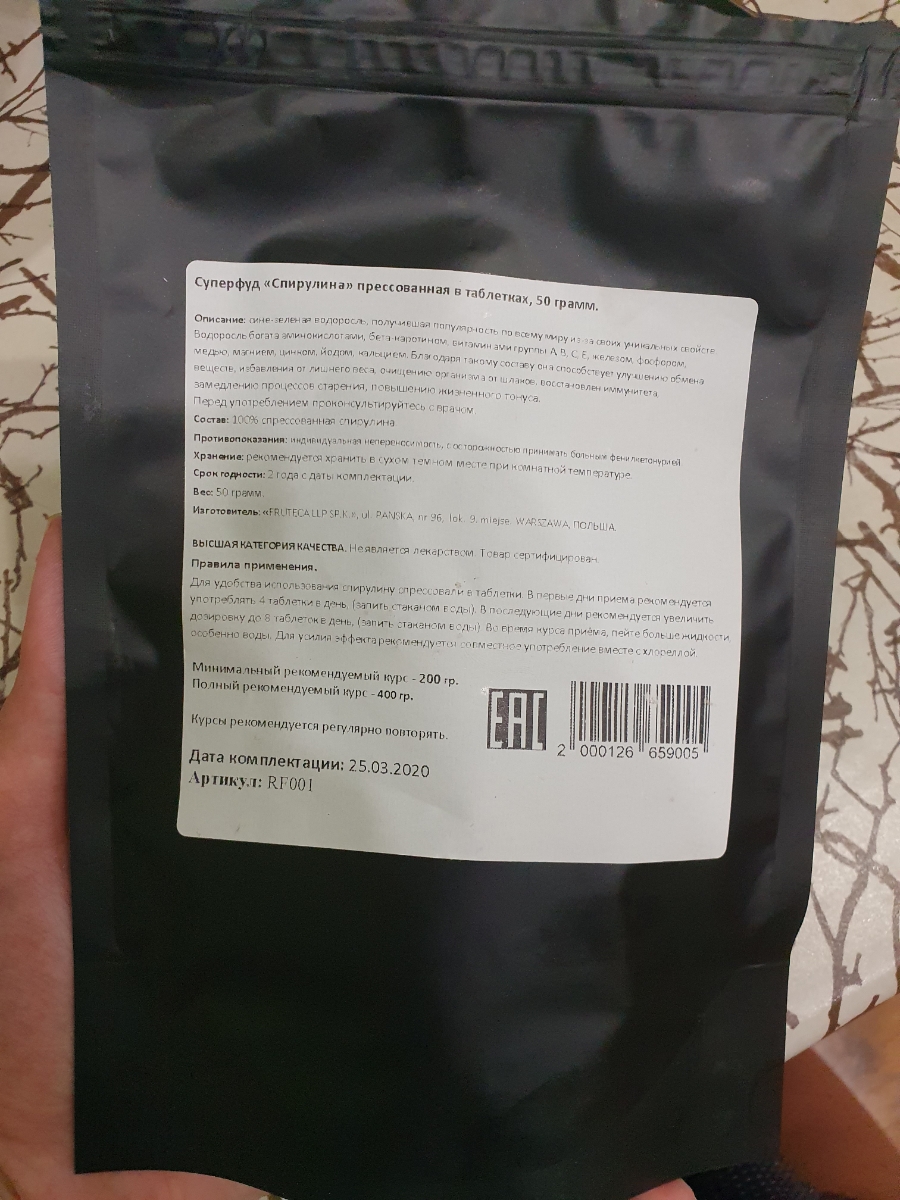 Суперфуд «Спирулина» прессованная в таблетках, 50 грамм.
Описание: сине-зеленая водоросль, получившая популярность по всему миру из-за своих уникальных свойств.
Водоросль богата аминокислотами, бета-каротином, витаминами группы А, В, С, Е, железом, фосфором,
медью, магнием, цинком, йодом, кальцием. Благодаря такому составу она способствует улучшению обмена
веществ, избавления от лишнего веса, очищению организма от шлаков, восстановлен иммунитета,
замедлению процессов старения, повышению жизненного тонуса.
Перед употреблением проконсультируйтесь с врачом.
Состав: 100% спрессованная спирулина
Противопоказания: индивидуальная непереносимость, с осторожностью принимать больным фенилкетонурией.
Хранение: рекомендуется хранить в сухом темном месте при комнатной температуре.
Срок годности: 2 года с даты комплектации.
Вес: 50 грамм.
Изготовитель: «FRUTECA LLP SP.K.», ul. PANSKA, nr 96, lok. 9, miejsc. WARSZAWA, ПОЛЬША.
ВЫСШАЯ КАТЕГОРИЯ КАЧЕСТВА. Не является лекарством. Товар сертифицирован.
Правила применения.
Для удобства использования спирулину спрессовали в таблетки. В первые дни приема рекомендуется
употреблять 4 таблетки в день, (запить стаканом воды). В последующие дни рекомендуется увеличить
дозировку до 8 таблеток в день, (запить стаканом воды). Во время курса приёма, пейте больше жидкости,
особенно воды. Для усилия эффекта рекомендуется совместное употребление вместе с хлореллой.
Минимальный рекомендуемый курс - 200 гр.
Полный рекомендуемый курс - 400 гр.
Курсы рекомендуется регулярно повторять.
EAC
2 000126 659005
Дата комплектации: 25.03.2020
Артикул: RF001